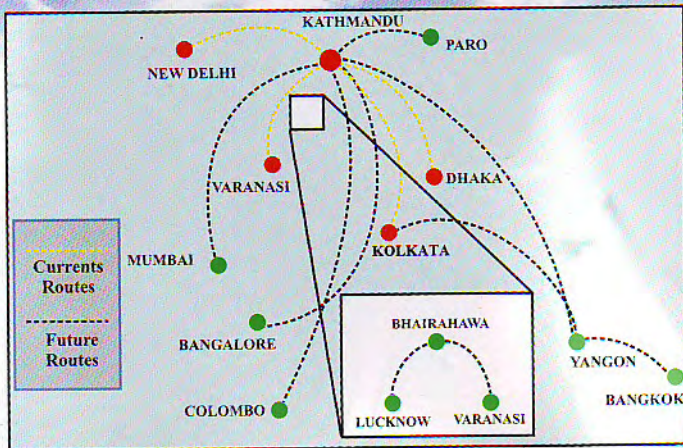 KATHMANDU
PARO
NEW DELHI
VARANASI
DHAKA
KOLKATA
MUMBAI
Currents
Routes
Future
Routes
BANGALORE
BHAIRAHAWA
YANGON
BANGKOK
COLOMBO
LUCKNOW
VARANASI